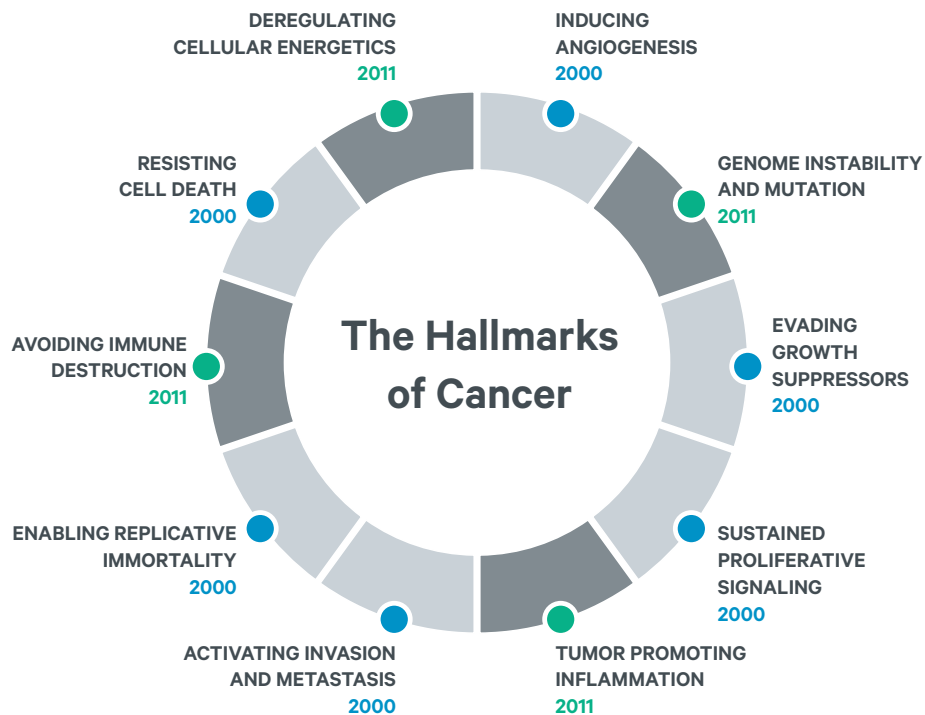 DEREGULATING
CELLULAR ENERGETICS
2011
INDUCING
ANGIOGENESIS
2000
RESISTING
CELL DEATH
2000
GENOME INSTABILITY
AND MUTATION
2011
AVOIDING IMMUNE
DESTRUCTION
2011
The Hallmarks
of Cancer
EVADING
GROWTH
SUPPRESSORS
2000
ENABLING REPLICATIVE
IMMORTALITY
2000
SUSTAINED
PROLIFERATIVE
SIGNALING
2000
ACTIVATING INVASION
AND METASTASIS
2000
TUMOR PROMOTING
INFLAMMATION
2011